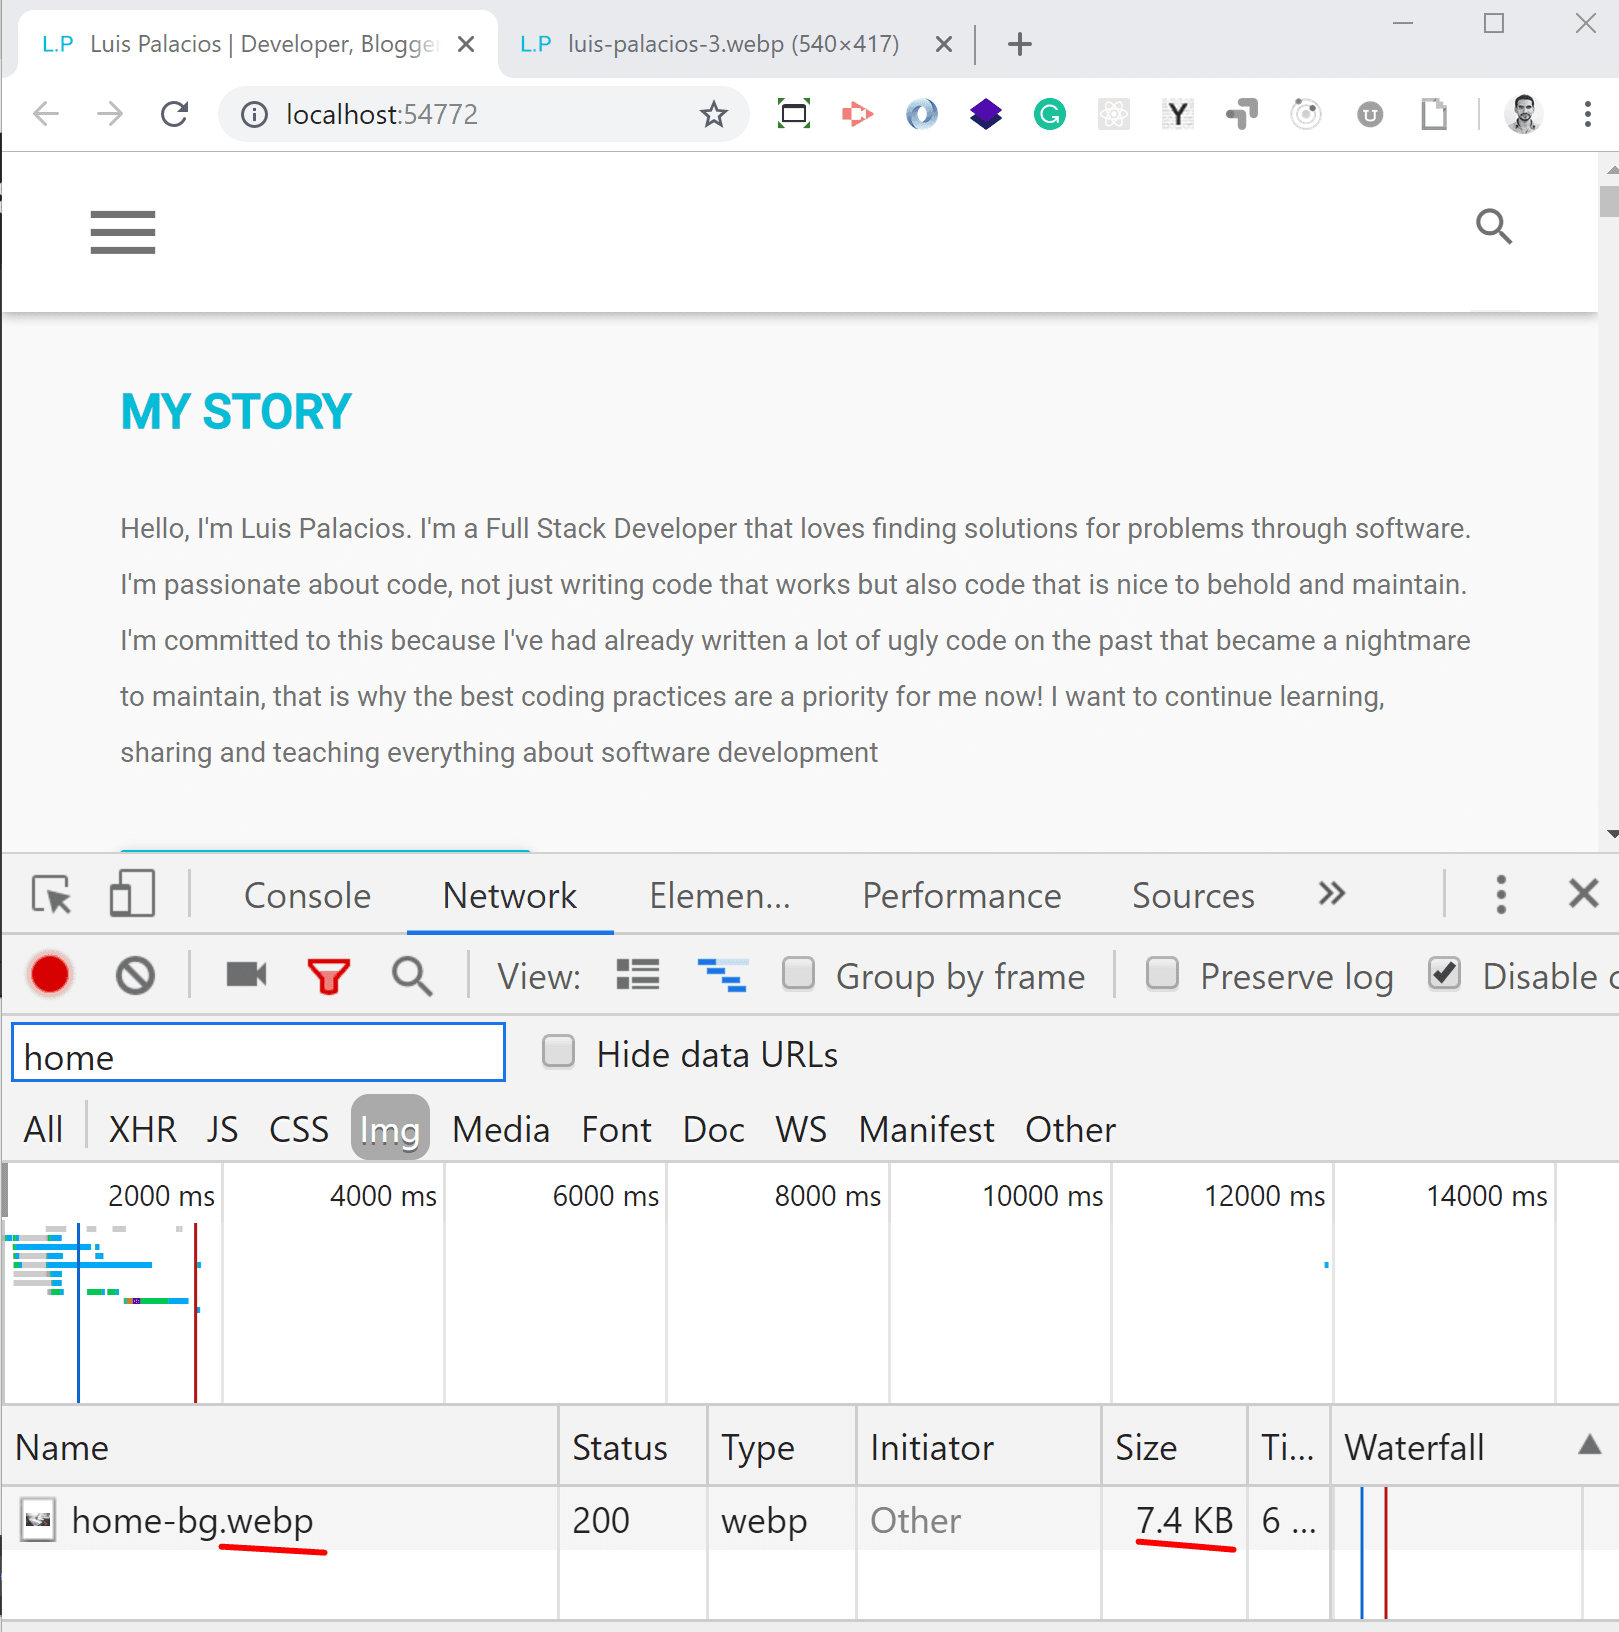 L.P Luis Palacios | Developer, Blogger
L.P luis-palacios-3.webp (540×417)
localhost:54772
MY STORY
Hello, I'm Luis Palacios. I'm a Full Stack Developer that loves finding solutions for problems through software.
I'm passionate about code, not just writing code that works but also code that is nice to behold and maintain.
I'm committed to this because I've had already written a lot of ugly code on the past that became a nightmare
to maintain, that is why the best coding practices are a priority for me now! I want to continue learning,
sharing and teaching everything about software development
Console Network Elemen... Performance Sources
View: Group by frame Preserve log Disable c
home Hide data URLs
All XHR JS CSS Img Media Font Doc WS Manifest Other
2000 ms 4000 ms 6000 ms 8000 ms 10000 ms 12000 ms 14000 ms
Name Status Type Initiator Size Ti... Waterfall
home-bg.webp 200 webp Other 7.4 KB 6 ...